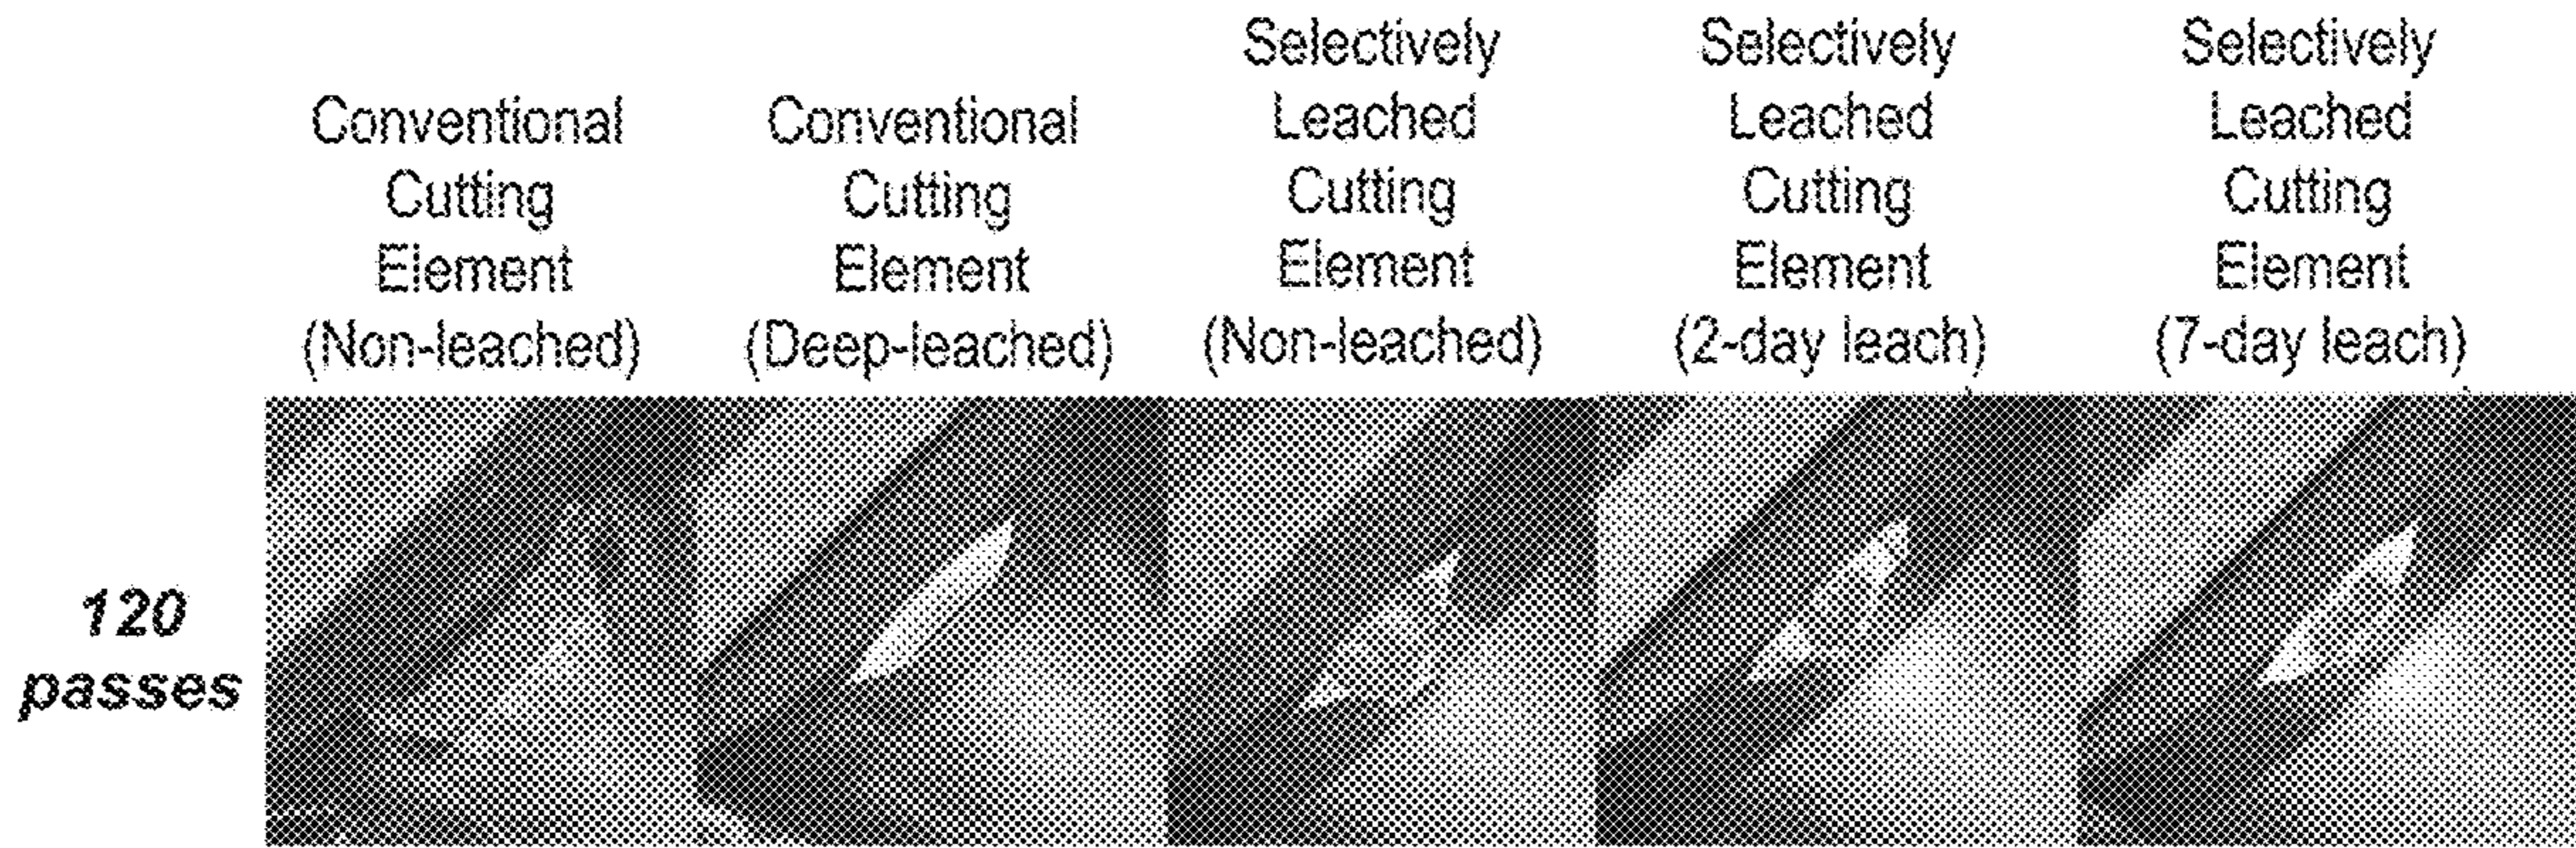 Conventional
Cutting
Element
(Non-leached)
Conventional
Cutting
Element
(Deep-leached)
Selectively
Leached
Cutting
Element
(Non-leached)
Selectively
Leached
Cutting
Element
(2-day leach)
Selectively
Leached
Cutting
Element
(7-day leach)
120
passes